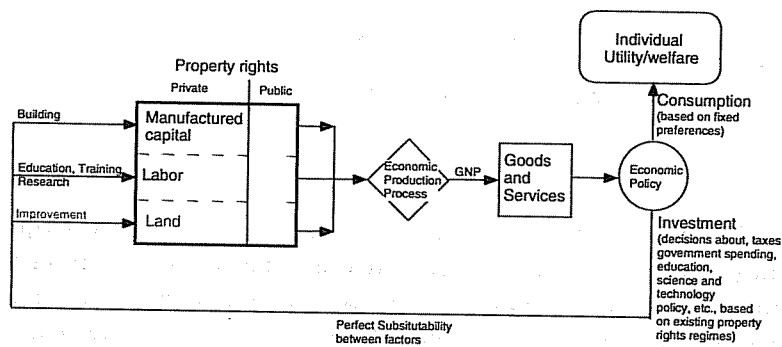 Individual
Utility/welfare
Property rights
Private
Public
Building
Manufactured
capital
Education, Training
Research
Labor
Improvement
Land
Economic
Production
Process
GNP
Goods
and
Services
Economic
Policy
Consumption
(based on fixed
preferences)
Investment
(decisions about, taxes
government spending,
education,
science and
technology
policy, etc., based
on existing property
rights regimes)
Perfect Subsitutability
between factors